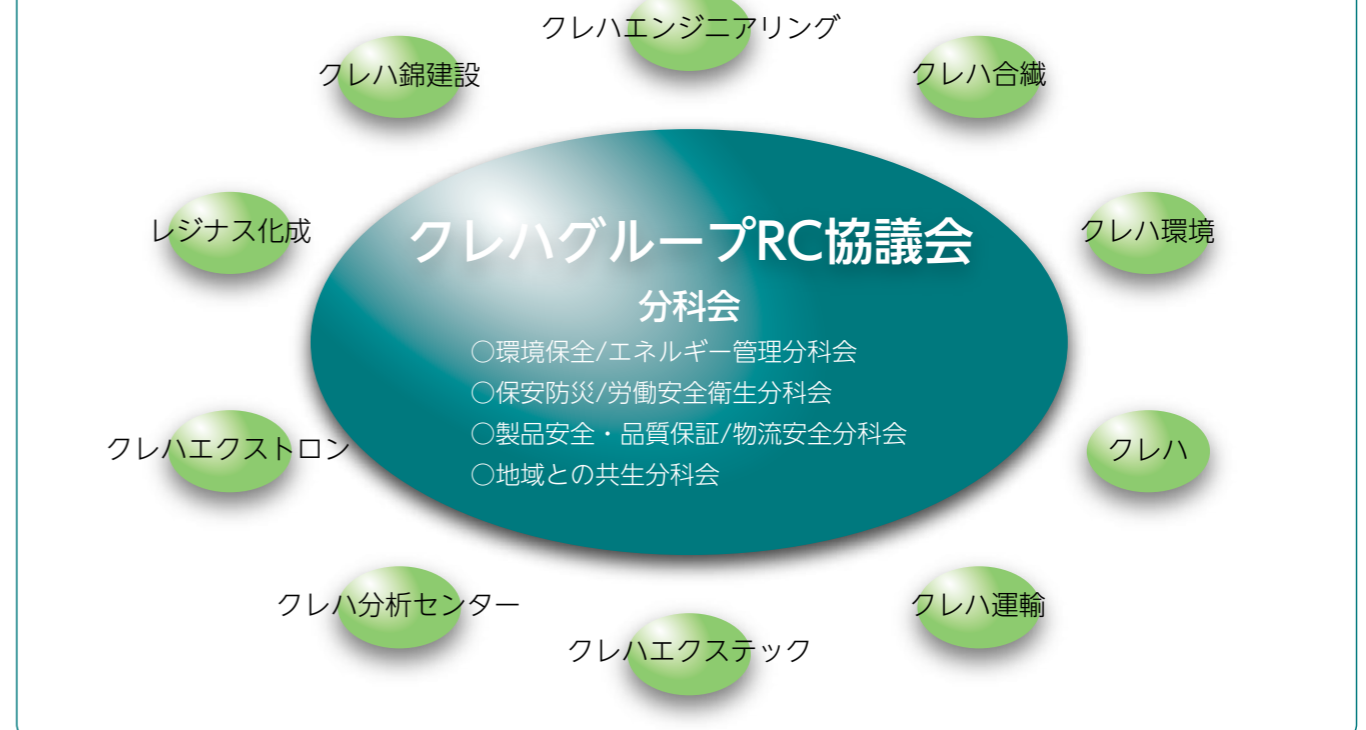 クレハエンジニアリング
クレハ錦建設
クレハ合繊
レジナス化成
クレハ環境
クレハグループRC協議会
分科会
○環境保全/エネルギー管理分科会
○保安防災/労働安全衛生分科会
○製品安全・品質保証/物流安全分科会
○地域との共生分科会
クレハエクストロン
クレハ
クレハ分析センター
クレハ運輸
クレハエクステック